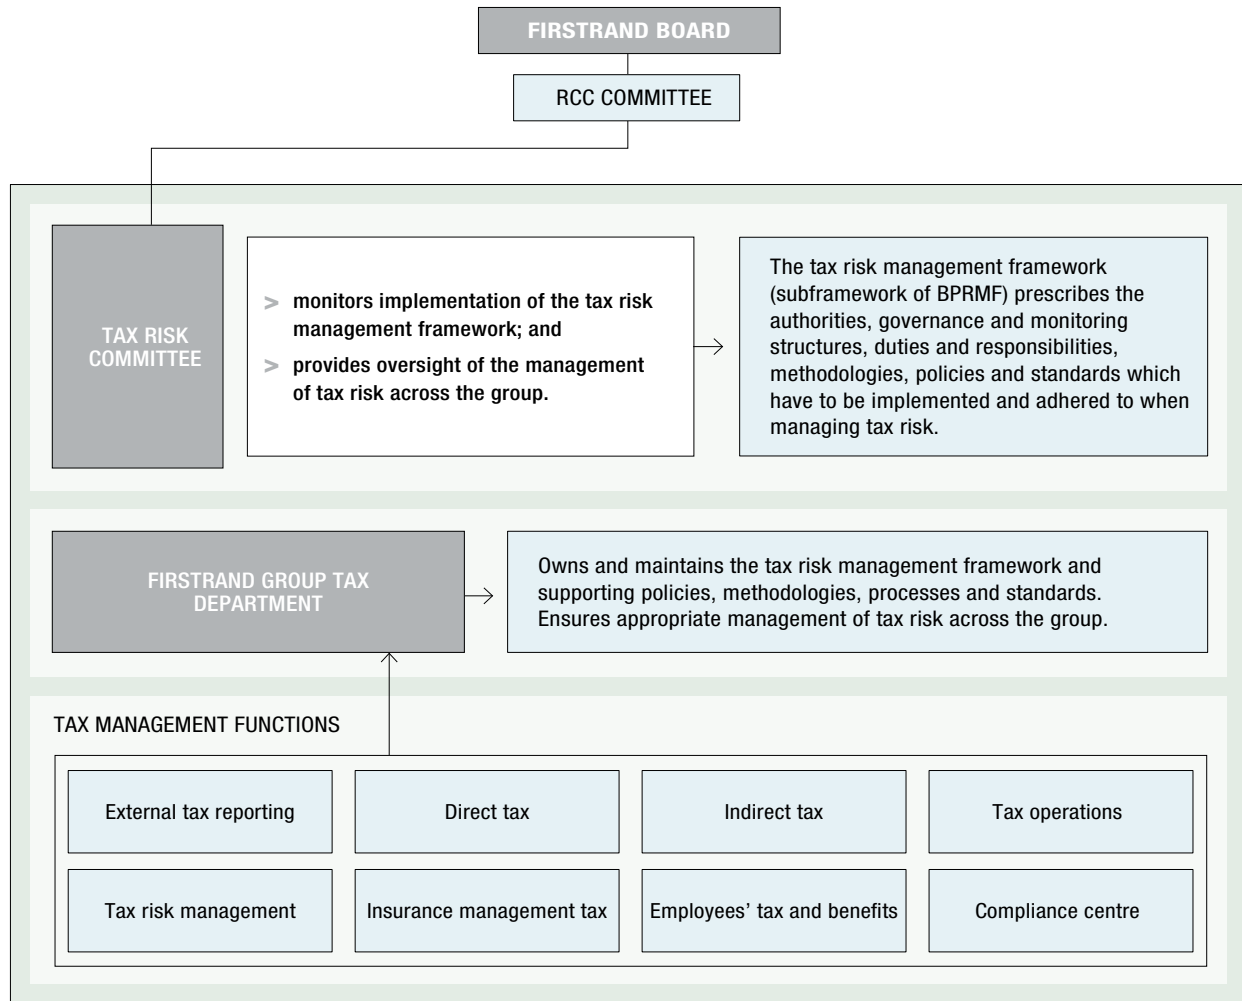 FIRSTRAND BOARD
RCC COMMITTEE
TAX RISK
COMMITTEE
> monitors implementation of the tax risk
management framework; and
> provides oversight of the management
of tax risk across the group.
The tax risk management framework
(subframework of BPRMF) prescribes the
authorities, governance and monitoring
structures, duties and responsibilities,
methodologies, policies and standards which
have to be implemented and adhered to when
managing tax risk.
FIRSTRAND GROUP TAX
DEPARTMENT
Owns and maintains the tax risk management framework and
supporting policies, methodologies, processes and standards.
Ensures appropriate management of tax risk across the group.
TAX MANAGEMENT FUNCTIONS
External tax reporting
Direct tax
Indirect tax
Tax operations
Tax risk management
Insurance management tax
Employees’ tax and benefits
Compliance centre